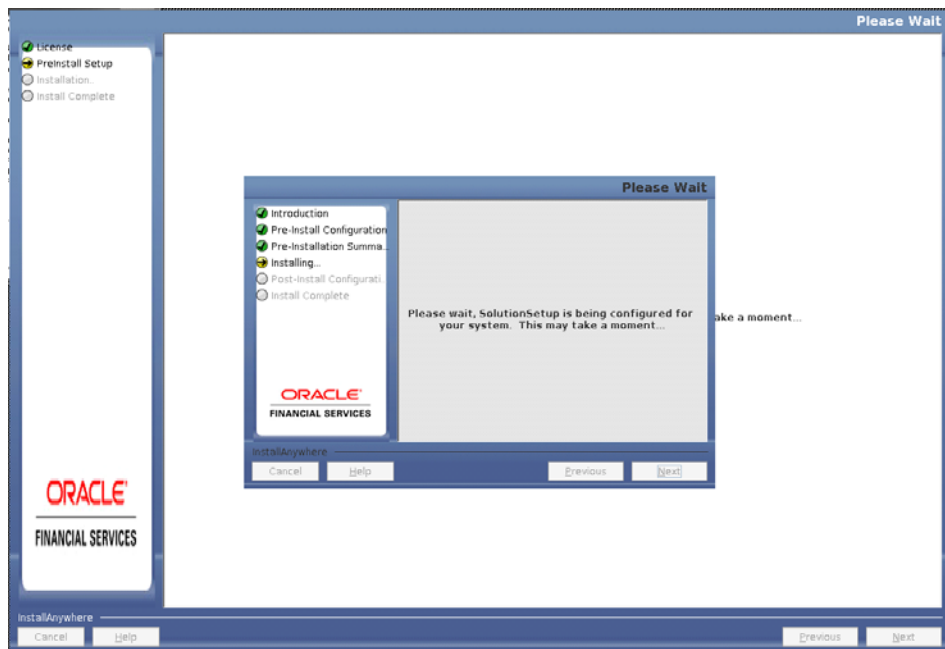 Please Wait
License
PreInstall Setup
Installation..
Install Complete
Please Wait
Introduction
Pre-Install Configuration
Pre-Installation Summa..
Installing...
Post-Install Configurati..
Install Complete
Please wait, SolutionSetup is being configured for
your system. This may take a moment...
ake a moment...
ORACLE
FINANCIAL SERVICES
InstallAnywhere
Cancel
Help
Previous
Next
ORACLE
FINANCIAL SERVICES
InstallAnywhere
Cancel
Help
Previous
Next